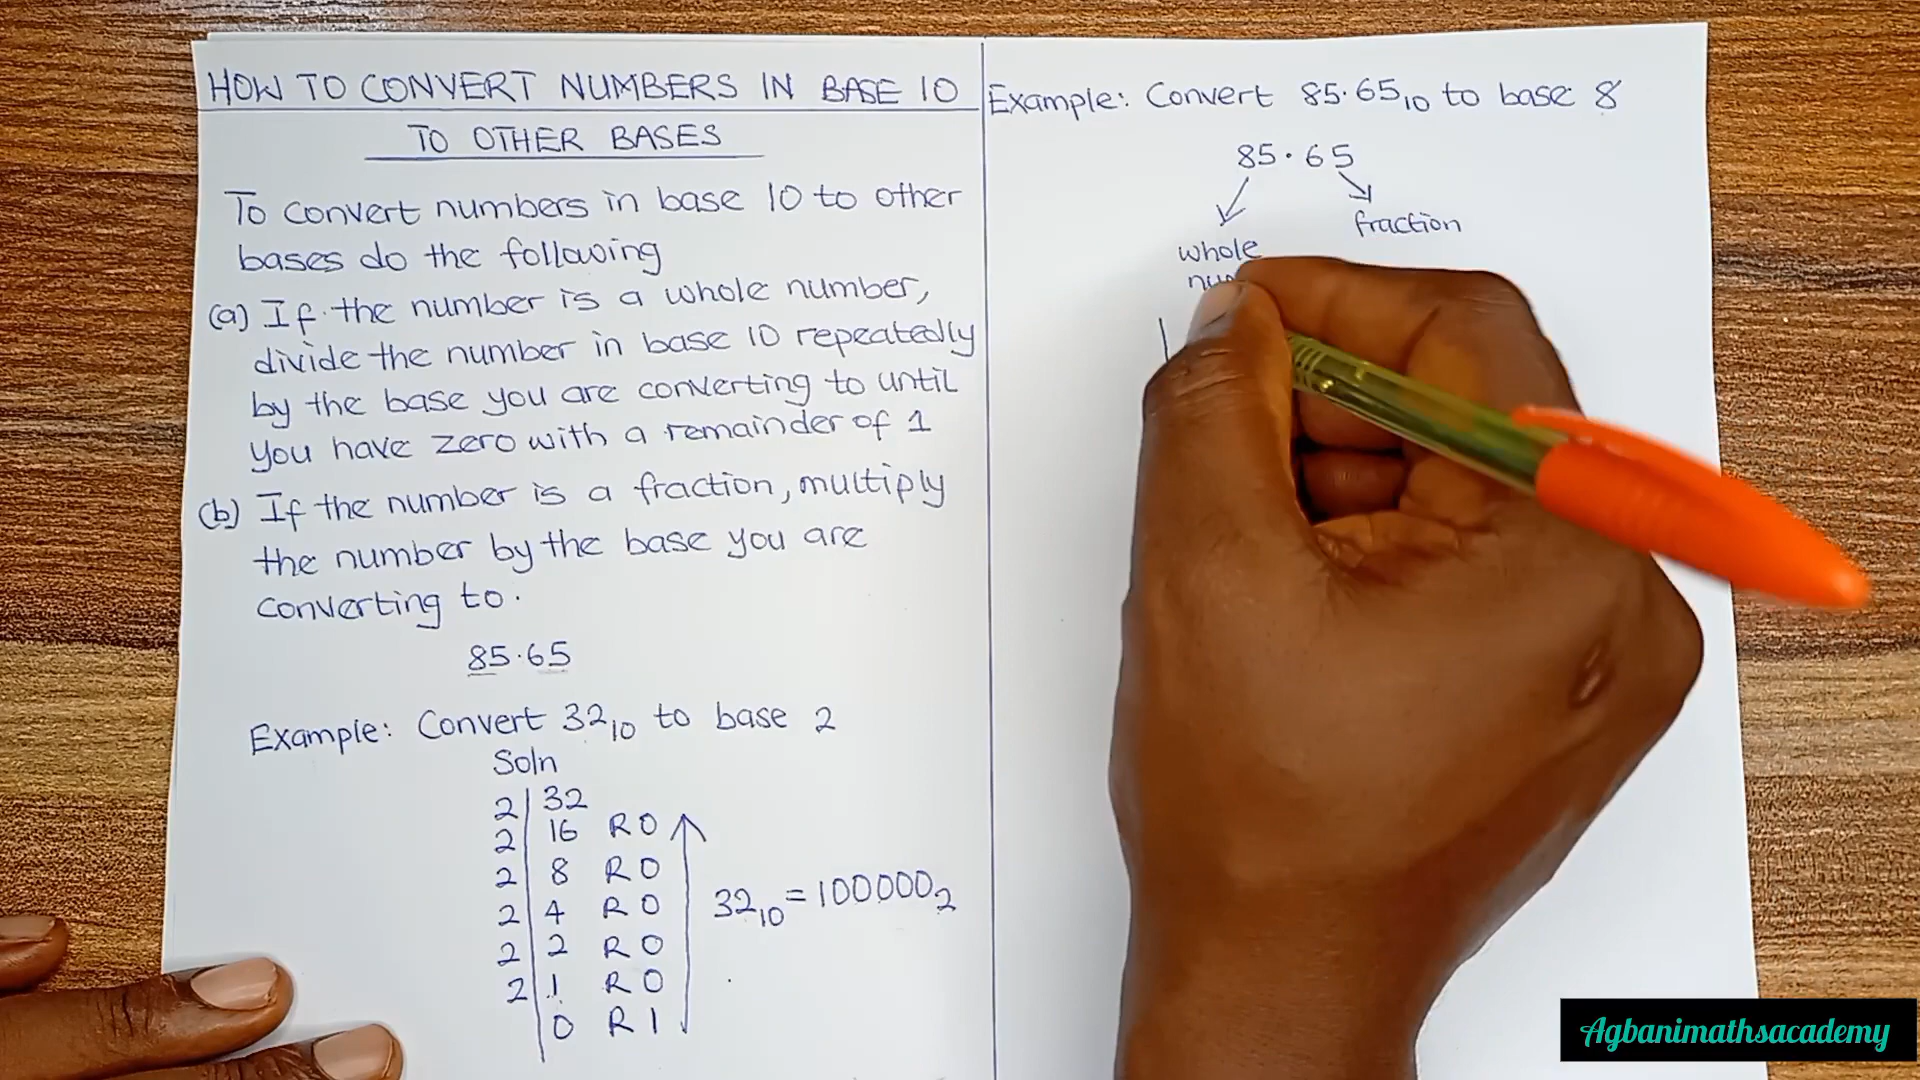 HOW TO CONVERT NUMBERS IN BASE 10
TO OTHER BASES
To convert numbers in base 10 to other
bases do the following
(a) If the number is a whole number,
divide the number in base 10 repeatedly
by the base you are converting to until
you have zero with a remainder of 1
(b) If the number is a fraction, multiply
the number by the base you are
converting to.
85.65
Example: Convert 32₁₀ to base 2
Soln
2 32
2 16 R 0
2 8 R 0
2 4 R 0
2 2 R 0
2 1 R 0
0 R 1
32₁₀ = 100000₂
Example: Convert 85.65₁₀ to base 8
85.65
fraction
whole
Agbanimathsacademy